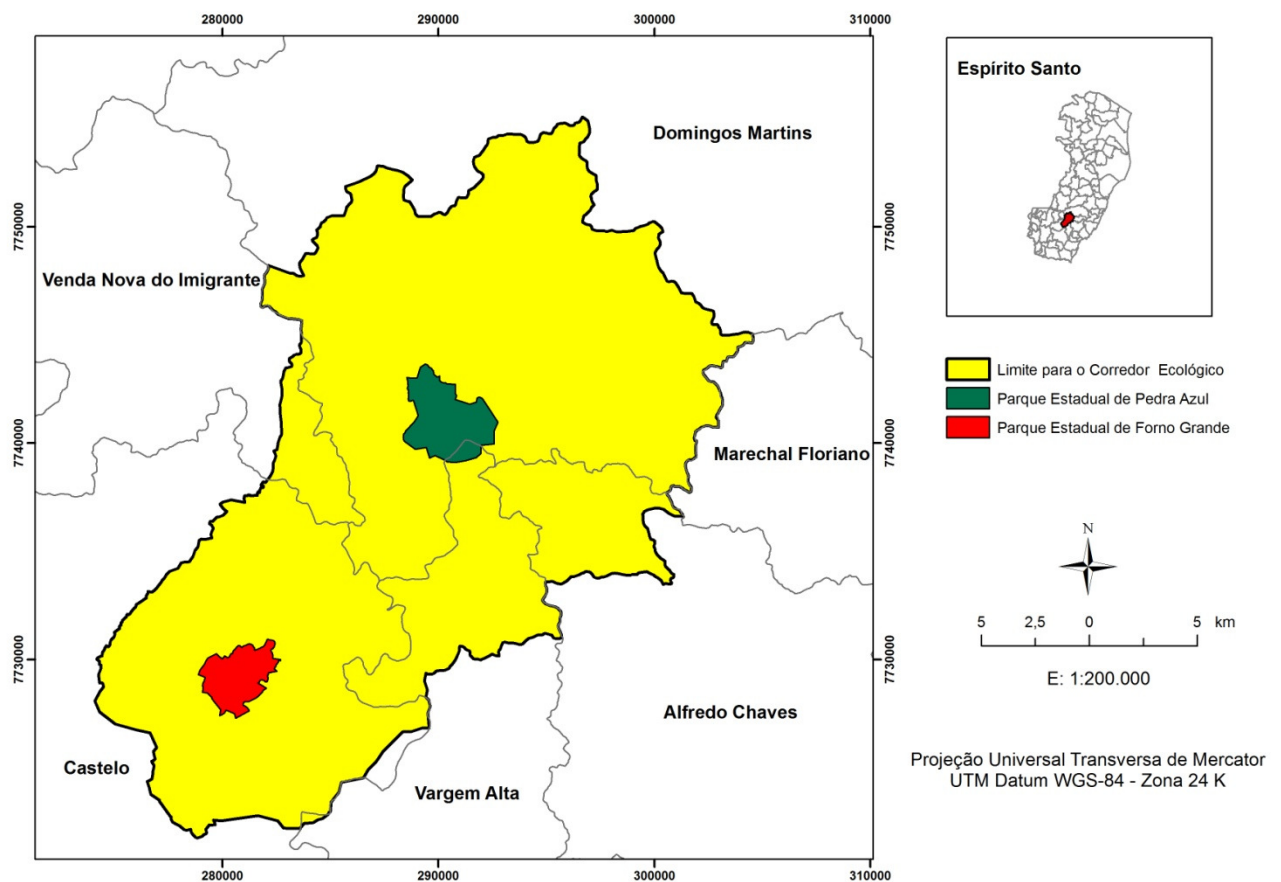 280000
290000
300000
310000
Espírito Santo
Domingos Martins
7750000
7750000
Venda Nova do Imigrante
Limite para o Corredor Ecológico
Parque Estadual de Pedra Azul
Parque Estadual de Forno Grande
7740000
7740000
Marechal Floriano
N
5
2,5
0
5
km
7730000
7730000
E: 1:200.000
Alfredo Chaves
Castelo
Vargem Alta
Projeção Universal Transversa de Mercator
UTM Datum WGS-84 - Zona 24 K
280000
290000
300000
310000